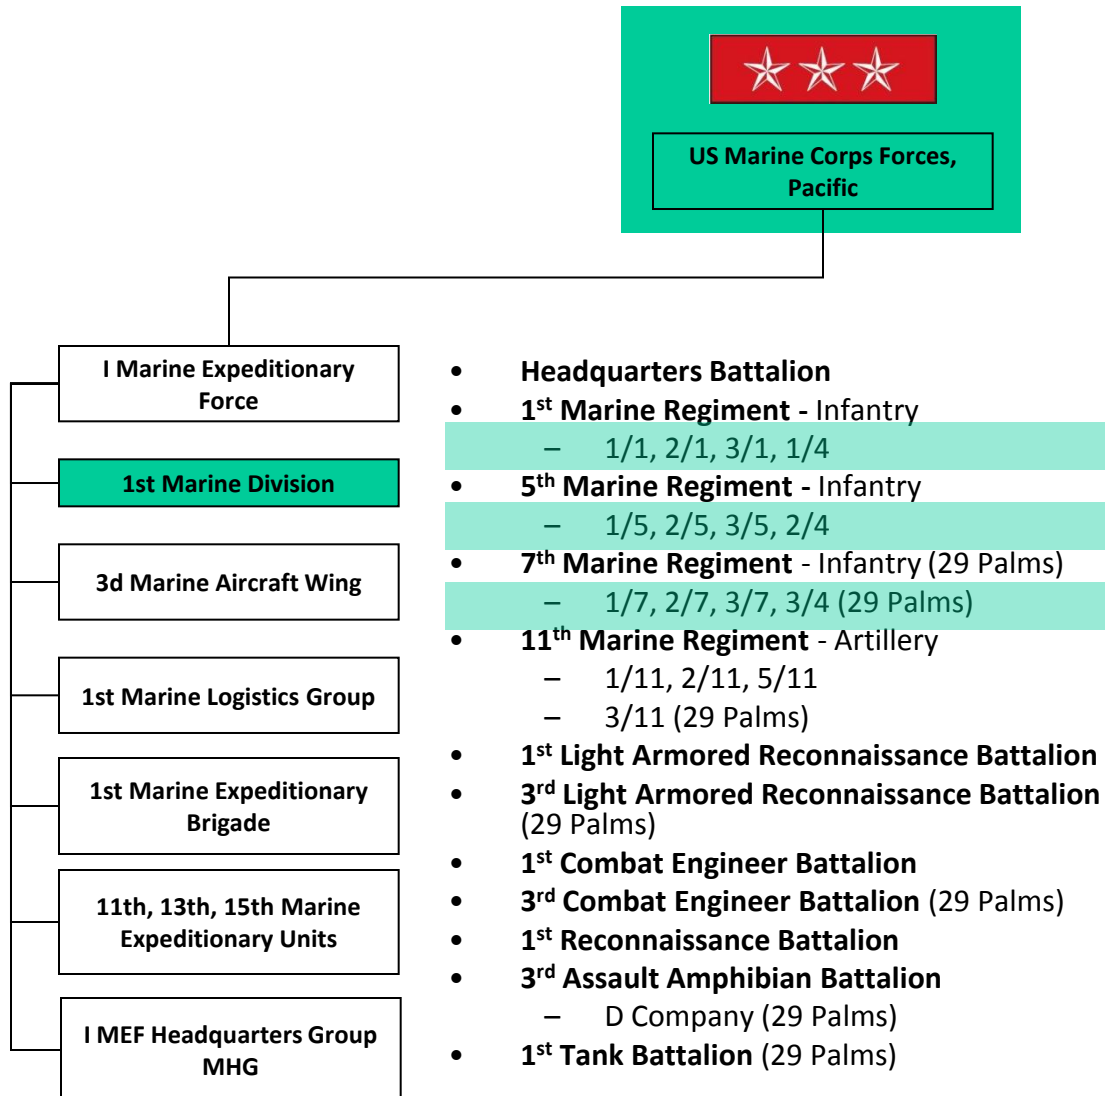 US Marine Corps Forces,
Pacific
I Marine Expeditionary
Force
1st Marine Division
3d Marine Aircraft Wing
1st Marine Logistics Group
1st Marine Expeditionary
Brigade
11th, 13th, 15th Marine
Expeditionary Units
I MEF Headquarters Group
MHG
• Headquarters Battalion
• 1st Marine Regiment - Infantry
– 1/1, 2/1, 3/1, 1/4
• 5th Marine Regiment - Infantry
– 1/5, 2/5, 3/5, 2/4
• 7th Marine Regiment - Infantry (29 Palms)
– 1/7, 2/7, 3/7, 3/4 (29 Palms)
• 11th Marine Regiment - Artillery
– 1/11, 2/11, 5/11
– 3/11 (29 Palms)
• 1st Light Armored Reconnaissance Battalion
• 3rd Light Armored Reconnaissance Battalion
(29 Palms)
• 1st Combat Engineer Battalion
• 3rd Combat Engineer Battalion (29 Palms)
• 1st Reconnaissance Battalion
• 3rd Assault Amphibian Battalion
– D Company (29 Palms)
• 1st Tank Battalion (29 Palms)